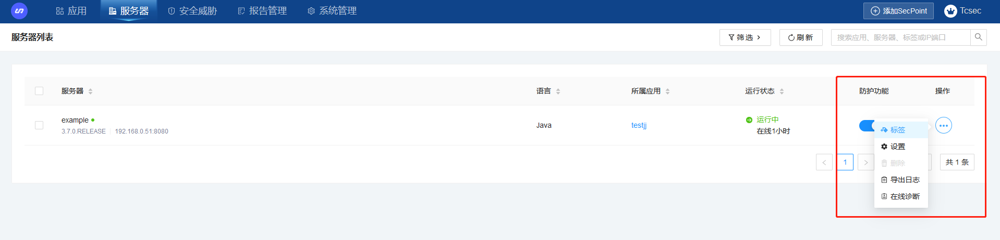 应用 服务器 安全威胁 报告管理 系统管理 添加SecPoint Tcsec
服务器列表 筛选 刷新 搜索应用、服务器、标签或IP端口
服务器 语言 所属应用 运行状态 防护功能 操作
example 运行中
Java testjj
3.7.0.RELEASE 192.168.0.51:8080 在线1小时
标签
设置
删除
1 共 1 条
导出日志
在线诊断